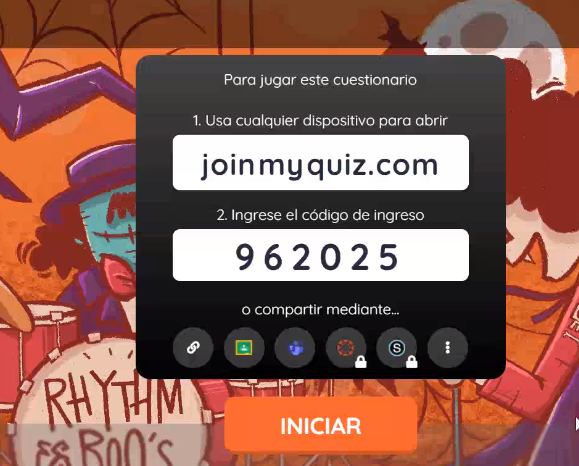 Para jugar este cuestionario
1. Usa cualquier dispositivo para abrir
joinmyquiz.com
2. Ingrese el código de ingreso
962025
o compartir mediante...
S
INICIAR
RHYTHM
BOO'S